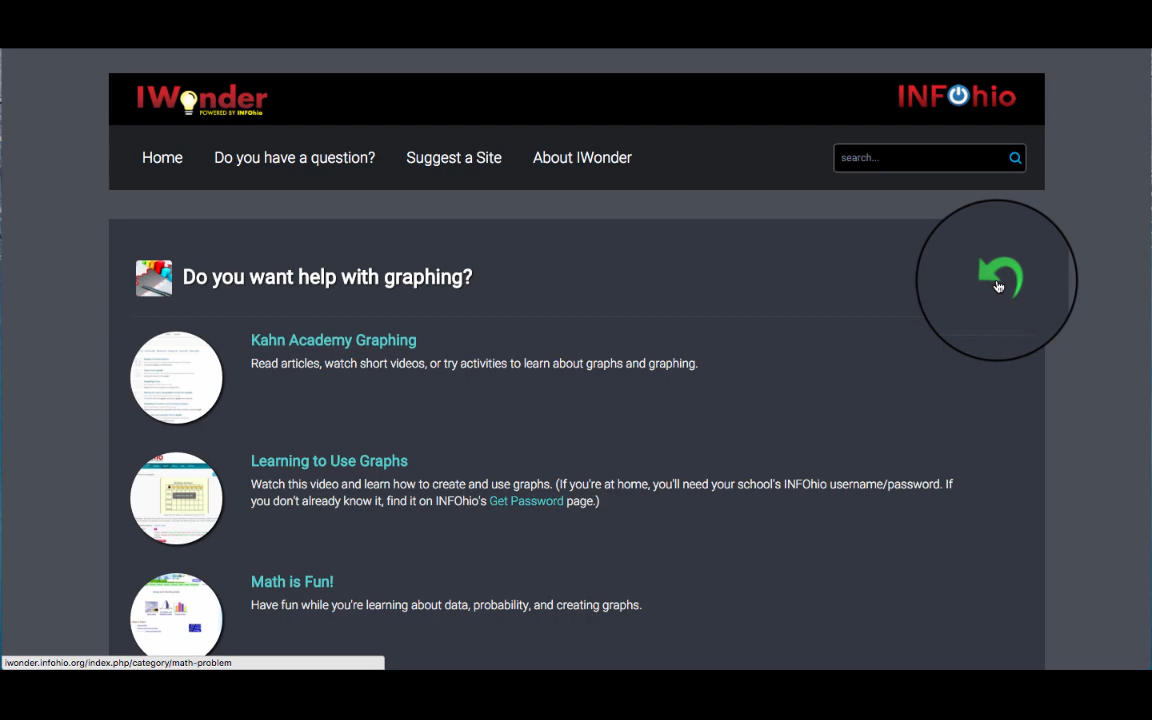 IWonder
POWERED BY INFOhio
INFOhio
Home Do you have a question? Suggest a Site About IWonder search...
Do you want help with graphing?
Kahn Academy Graphing
Read articles, watch short videos, or try activities to learn about graphs and graphing.
Learning to Use Graphs
Watch this video and learn how to create and use graphs. (If you're at home, you'll need your school's INFOhio username/password. If
you don't already know it, find it on INFOhio's Get Password page.)
Math is Fun!
Have fun while you're learning about data, probability, and creating graphs.
iwonder.infohio.org/index.php/category/math-problem